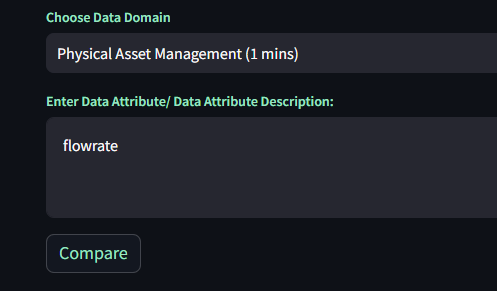 Choose Data Domain
Physical Asset Management (1 mins)
Enter Data Attribute/ Data Attribute Description:
flowrate
Compare